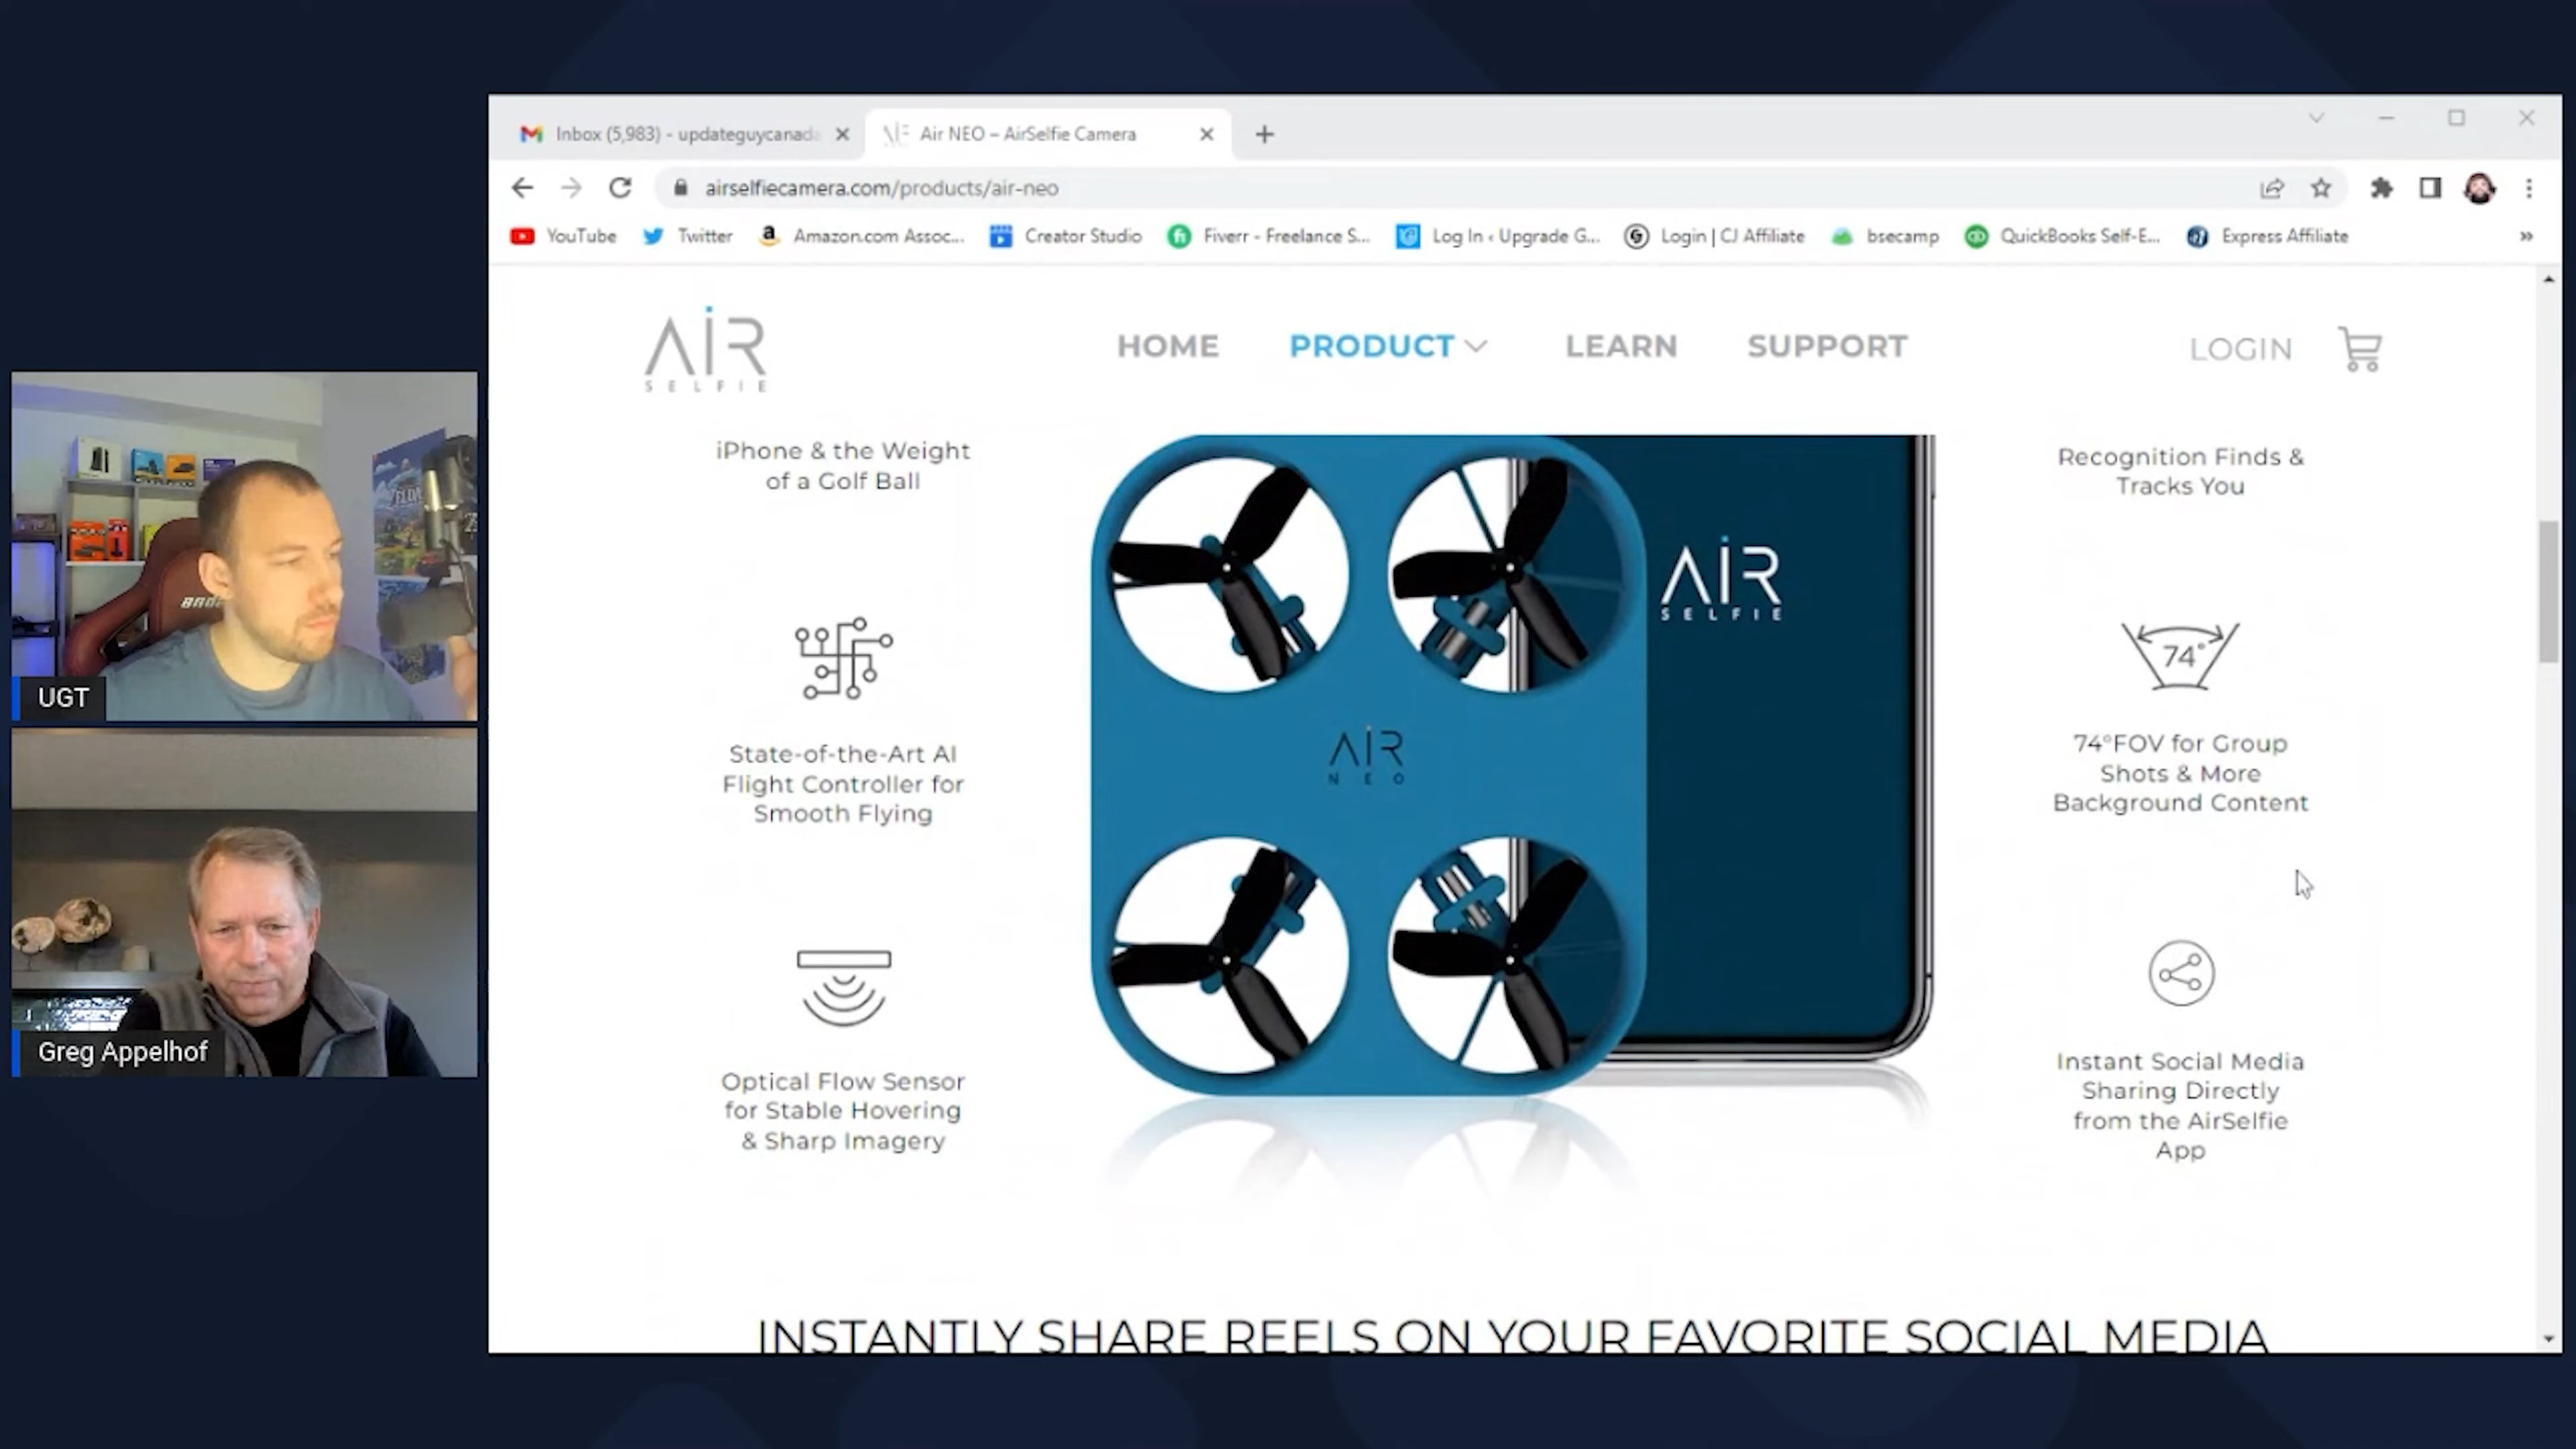 Inbox (5,983) - updateguycanada
Air NEO – AirSelfie Camera
airselfiecamera.com/products/air-neo
YouTube
Twitter
Amazon.com Assoc...
Creator Studio
Fiverr - Freelance S...
Log In ‹ Upgrade G...
Login | CJ Affiliate
bsecamp
QuickBooks Self-E...
Express Affiliate
»
AIR
SELFIE
HOME
PRODUCT
LEARN
SUPPORT
LOGIN
iPhone & the Weight
of a Golf Ball
State-of-the-Art AI
Flight Controller for
Smooth Flying
Optical Flow Sensor
for Stable Hovering
& Sharp Imagery
AIR
NEO
AIR
SELFIE
Recognition Finds &
Tracks You
74°
74°FOV for Group
Shots & More
Background Content
Instant Social Media
Sharing Directly
from the AirSelfie
App
INSTANTLY SHARE REELS ON YOUR FAVORITE SOCIAL MEDIA
ZELDA
UGT
Greg Appelhof